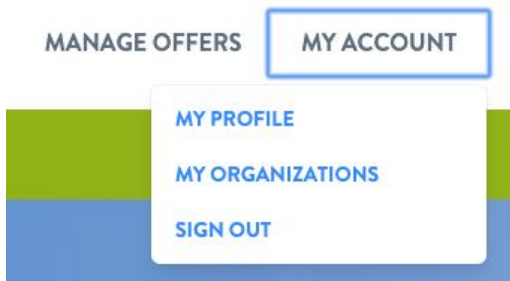 MANAGE OFFERS MY ACCOUNT
MY PROFILE
MY ORGANIZATIONS
SIGN OUT